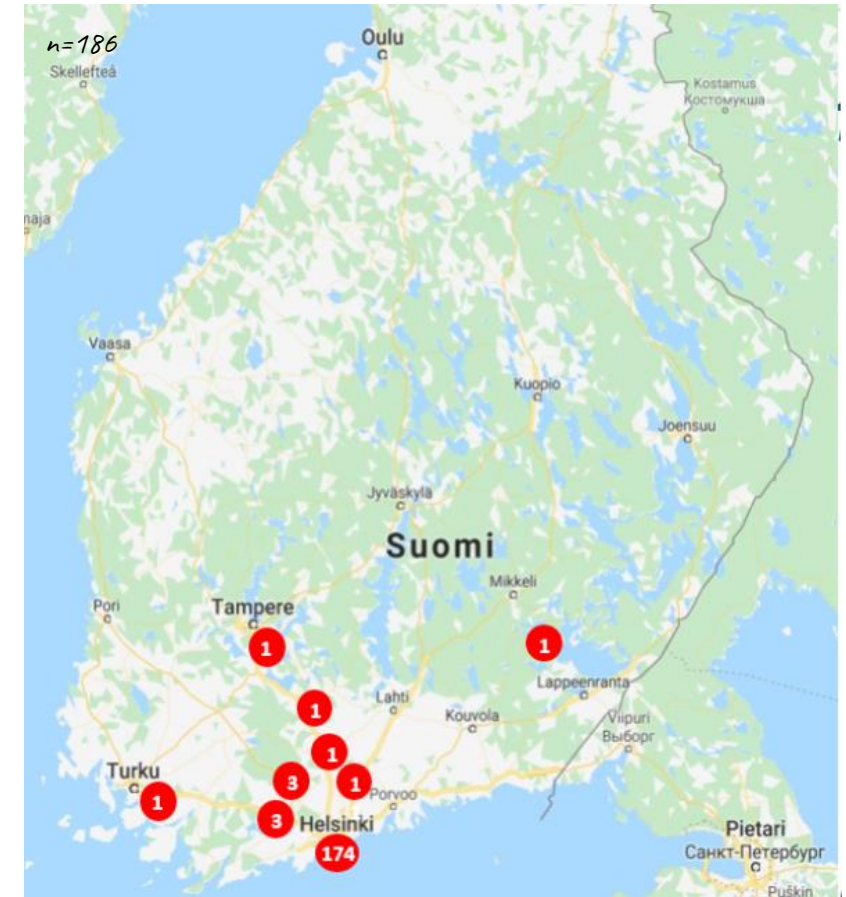 n=186
Oulu
Skellefteå
Kostamus
Костомукша
Vaasa
Kuopio
Joensuu
Jyväskylä
Suomi
Mikkeli
Pori
Tampere
1
1
Lappeenranta
1
Lahti
Kouvola
Viipuri
Выборг
1
Turku
3
1
1
Porvoo
3
Helsinki
174
Pietari
Санкт-Петербург
Puškin